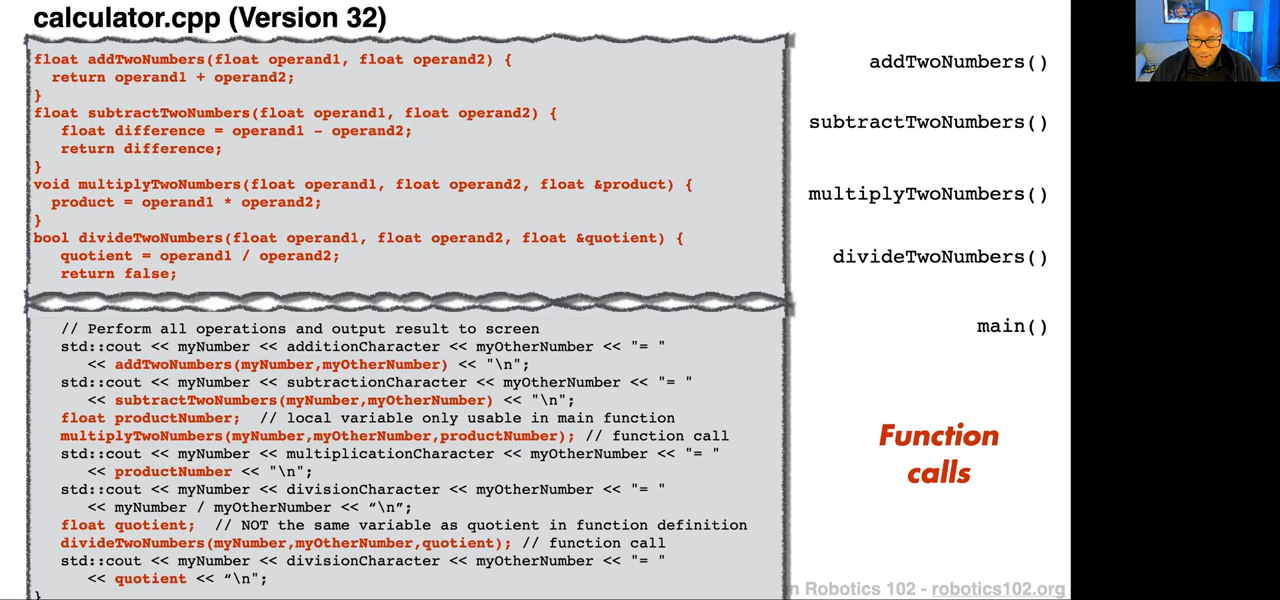 calculator.cpp (Version 32)
float addTwoNumbers(float operand1, float operand2) {
return operand1 + operand2;
}
float subtractTwoNumbers(float operand1, float operand2) {
float difference = operand1 - operand2;
return difference;
}
void multiplyTwoNumbers(float operand1, float operand2, float &product) {
product = operand1 * operand2;
}
bool divideTwoNumbers(float operand1, float operand2, float &quotient) {
quotient = operand1 / operand2;
return false;
// Perform all operations and output result to screen
std::cout << myNumber << additionCharacter << myOtherNumber << "= "
<< addTwoNumbers(myNumber,myOtherNumber) << "\n";
std::cout << myNumber << subtractionCharacter << myOtherNumber << "= "
<< subtractTwoNumbers(myNumber,myOtherNumber) << "\n";
float productNumber;  // local variable only usable in main function
multiplyTwoNumbers(myNumber,myOtherNumber,productNumber); // function call
std::cout << myNumber << multiplicationCharacter << myOtherNumber << "= "
<< productNumber << "\n";
std::cout << myNumber << divisionCharacter << myOtherNumber << "= "
<< myNumber / myOtherNumber << “\n”;
float quotient;  // NOT the same variable as quotient in function definition
divideTwoNumbers(myNumber,myOtherNumber,quotient); // function call
std::cout << myNumber << divisionCharacter << myOtherNumber << "= "
<< quotient << “\n";
}
addTwoNumbers()
subtractTwoNumbers()
multiplyTwoNumbers()
divideTwoNumbers()
main()
Function
calls
n Robotics 102 - robotics102.org